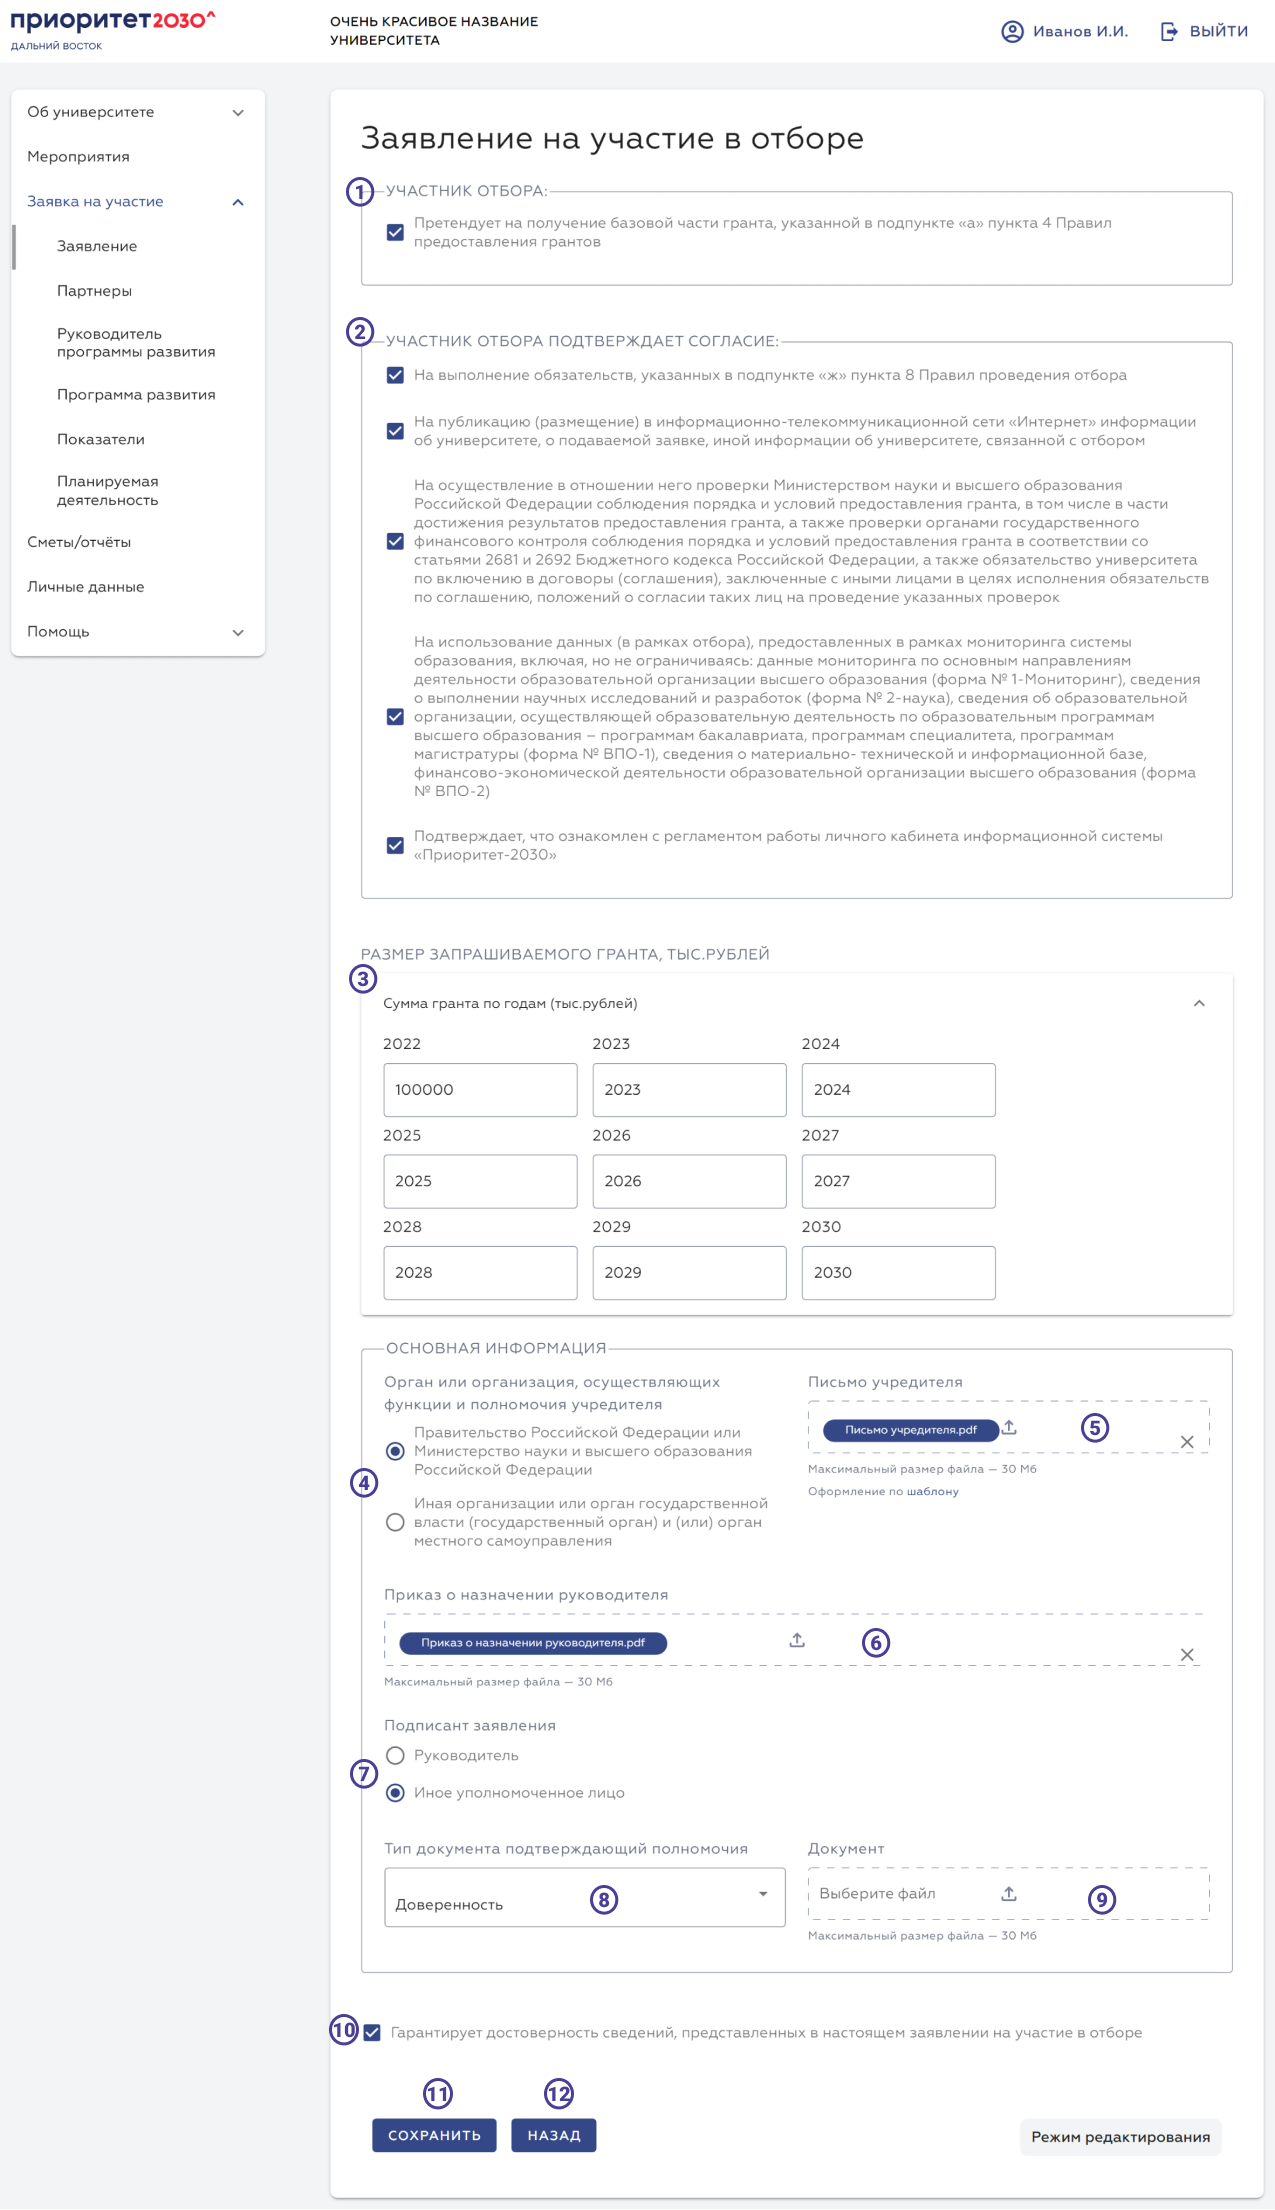 приоритет2030^
ДАЛЬНИЙ ВОСТОК
ОЧЕНЬ КРАСИВОЕ НАЗВАНИЕ
УНИВЕРСИТЕТА
Иванов И.И.
ВЫЙТИ
Об университете
Мероприятия
Заявка на участие
Заявление
Партнеры
Руководитель
программы развития
Программа развития
Показатели
Планируемая
деятельность
Сметы/отчёты
Личные данные
Помощь
Заявление на участие в отборе
1
УЧАСТНИК ОТБОРА:
Претендует на получение базовой части гранта, указанной в подпункте «а» пункта 4 Правил
предоставления грантов
2
УЧАСТНИК ОТБОРА ПОДТВЕРЖДАЕТ СОГЛАСИЕ:
На выполнение обязательств, указанных в подпункте «ж» пункта 8 Правил проведения отбора
На публикацию (размещение) в информационно-телекоммуникационной сети «Интернет» информации
об университете, о подаваемой заявке, иной информации об университете, связанной с отбором
На осуществление в отношении него проверки Министерством науки и высшего образования
Российской Федерации соблюдения порядка и условий предоставления гранта, в том числе в части
достижения результатов предоставления гранта, а также проверки органами государственного
финансового контроля соблюдения порядка и условий предоставления гранта в соответствии со
статьями 2681 и 2692 Бюджетного кодекса Российской Федерации, а также обязательство университета
по включению в договоры (соглашения), заключенные с иными лицами в целях исполнения обязательств
по соглашению, положений о согласии таких лиц на проведение указанных проверок
На использование данных (в рамках отбора), предоставленных в рамках мониторинга системы
образования, включая, но не ограничиваясь: данные мониторинга по основным направлениям
деятельности образовательной организации высшего образования (форма № 1-Мониторинг), сведения
о выполнении научных исследований и разработок (форма № 2-наука), сведения об образовательной
организации, осуществляющей образовательную деятельность по образовательным программам
высшего образования – программам бакалавриата, программам специалитета, программам
магистратуры (форма № ВПО-1), сведения о материально- технической и информационной базе,
финансово-экономической деятельности образовательной организации высшего образования (форма
№ ВПО-2)
Подтверждает, что ознакомлен с регламентом работы личного кабинета информационной системы
«Приоритет-2030»
РАЗМЕР ЗАПРАШИВАЕМОГО ГРАНТА, ТЫС.РУБЛЕЙ
3
Сумма гранта по годам (тыс.рублей)
2022 2023 2024
100000 2023 2024
2025 2026 2027
2025 2026 2027
2028 2029 2030
2028 2029 2030
ОСНОВНАЯ ИНФОРМАЦИЯ
Орган или организация, осуществляющих
функции и полномочия учредителя
4
Правительство Российской Федерации или
Министерство науки и высшего образования
Российской Федерации
Иная организации или орган государственной
власти (государственный орган) и (или) орган
местного самоуправления
Письмо учредителя
Письмо учредителя.pdf
5
Максимальный размер файла — 30 Мб
Оформление по шаблону
Приказ о назначении руководителя
Приказ о назначении руководителя.pdf
6
Максимальный размер файла — 30 Мб
Подписант заявления
7
Руководитель
Иное уполномоченное лицо
Тип документа подтверждающий полномочия
Доверенность
8
Документ
Выберите файл
9
Максимальный размер файла — 30 Мб
10
Гарантирует достоверность сведений, представленных в настоящем заявлении на участие в отборе
11
12
СОХРАНИТЬ
НАЗАД
Режим редактирования